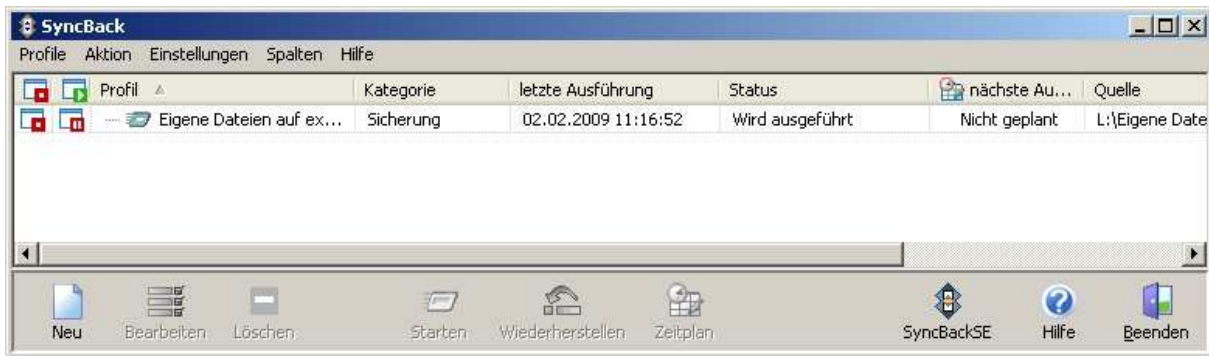 SyncBack
Profile Aktion Einstellungen Spalten Hilfe
Profil Kategorie letzte Ausführung Status nächste Au... Quelle
Eigene Dateien auf ex... Sicherung 02.02.2009 11:16:52 Wird ausgeführt Nicht geplant L:\Eigene Date
Neu Bearbeiten Löschen Starten Wiederherstellen Zeitplan SyncBackSE Hilfe Beenden